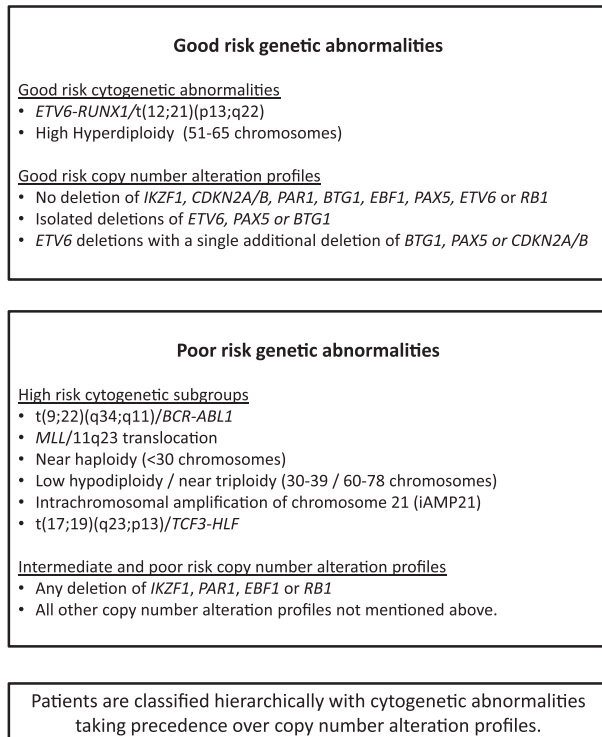 Good risk genetic abnormalities
Good risk cytogenetic abnormalities
• ETV6-RUNX1/t(12;21)(p13;q22)
• High Hyperdiploidy (51-65 chromosomes)
Good risk copy number alteration profiles
• No deletion of IKZF1, CDKN2A/B, PAR1, BTG1, EBF1, PAX5, ETV6 or RB1
• Isolated deletions of ETV6, PAX5 or BTG1
• ETV6 deletions with a single additional deletion of BTG1, PAX5 or CDKN2A/B
Poor risk genetic abnormalities
High risk cytogenetic subgroups
• t(9;22)(q34;q11)/BCR-ABL1
• MLL/11q23 translocation
• Near haploidy (<30 chromosomes)
• Low hypodiploidy / near triploidy (30-39 / 60-78 chromosomes)
• Intrachromosomal amplification of chromosome 21 (iAMP21)
• t(17;19)(q23;p13)/TCF3-HLF
Intermediate and poor risk copy number alteration profiles
• Any deletion of IKZF1, PAR1, EBF1 or RB1
• All other copy number alteration profiles not mentioned above.
Patients are classified hierarchically with cytogenetic abnormalities
taking precedence over copy number alteration profiles.